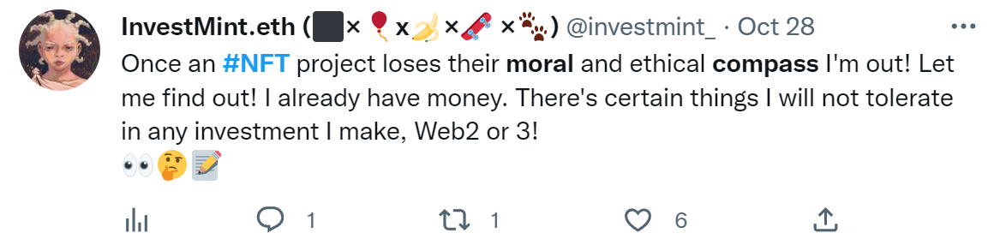 InvestMint.eth (⬛× 🎈x🍌×🛹 ×🐾) @investmint_ · Oct 28
Once an #NFT project loses their moral and ethical compass I'm out! Let
me find out! I already have money. There's certain things I will not tolerate
in any investment I make, Web2 or 3!
👀🤔📝
1 1 6